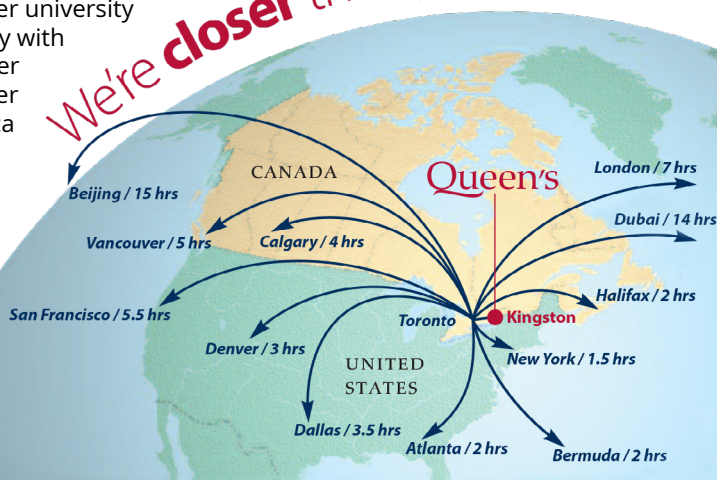 er university
y with
er
er
ca
We're closer
CANADA
Queen's
London / 7 hrs
Beijing / 15 hrs
Dubai / 14 hrs
Vancouver / 5 hrs
Calgary / 4 hrs
Halifax / 2 hrs
San Francisco / 5.5 hrs
Toronto
Kingston
Denver / 3 hrs
New York / 1.5 hrs
UNITED
STATES
Dallas / 3.5 hrs
Atlanta / 2 hrs
Bermuda / 2 hrs